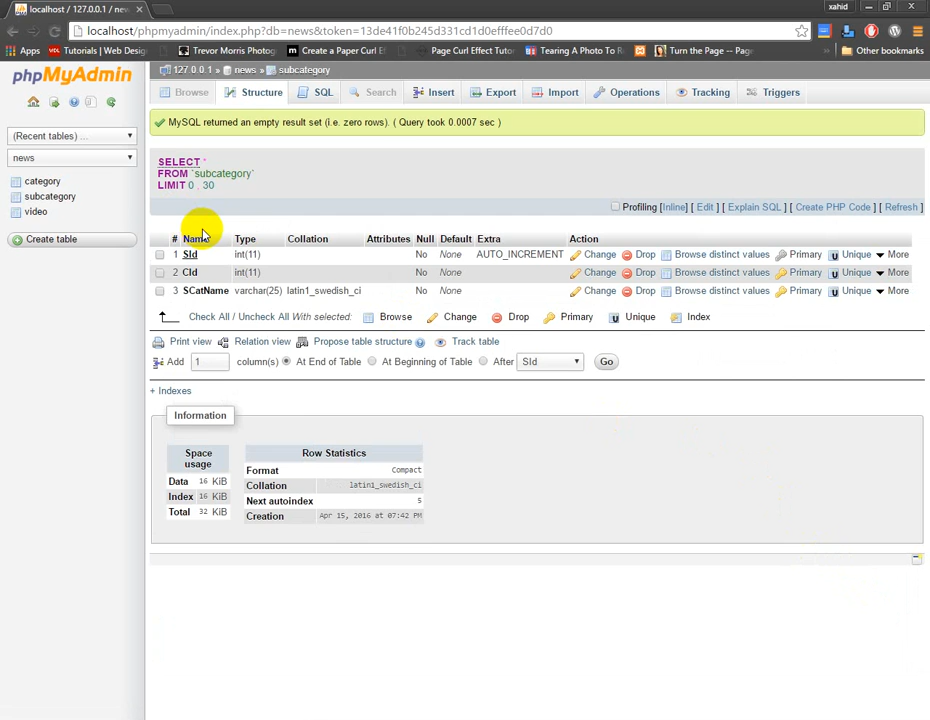 localhost / 127.0.0.1 / new
xahid
localhost/phpmyadmin/index.php?db=news&token=13de41f0b245d331cd1d0efffee0d7d0
Apps
Tutorials | Web Desig
Trevor Morris Photog
Create a Paper Curl E
Page Curl Effect Tutor
Tearing A Photo To R
Turn the Page -- Page
Other bookmarks
phpMyAdmin
127.0.0.1 » news » subcategory
Browse Structure SQL Search Insert Export Import Operations Tracking Triggers
(Recent tables) ...
news
category
subcategory
video
Create table
MySQL returned an empty result set (i.e. zero rows). ( Query took 0.0007 sec )
SELECT *
FROM `subcategory`
LIMIT 0 , 30
Profiling [Inline] [ Edit ] [ Explain SQL ] [ Create PHP Code ] [ Refresh ]
# Name Type Collation Attributes Null Default Extra Action
1 SId int(11) No None AUTO_INCREMENT Change Drop Browse distinct values Primary Unique More
2 CId int(11) No None Change Drop Browse distinct values Primary Unique More
3 SCatName varchar(25) latin1_swedish_ci No None Change Drop Browse distinct values Primary Unique More
Check All / Uncheck All With selected: Browse Change Drop Primary Unique Index
Print view Relation view Propose table structure Track table
Add 1 column(s) At End of Table At Beginning of Table After SId Go
+ Indexes
Information
Space usage
Data 16 KiB
Index 16 KiB
Total 32 KiB
Row Statistics
Format Compact
Collation latin1_swedish_ci
Next autoindex 5
Creation Apr 15, 2016 at 07:42 PM